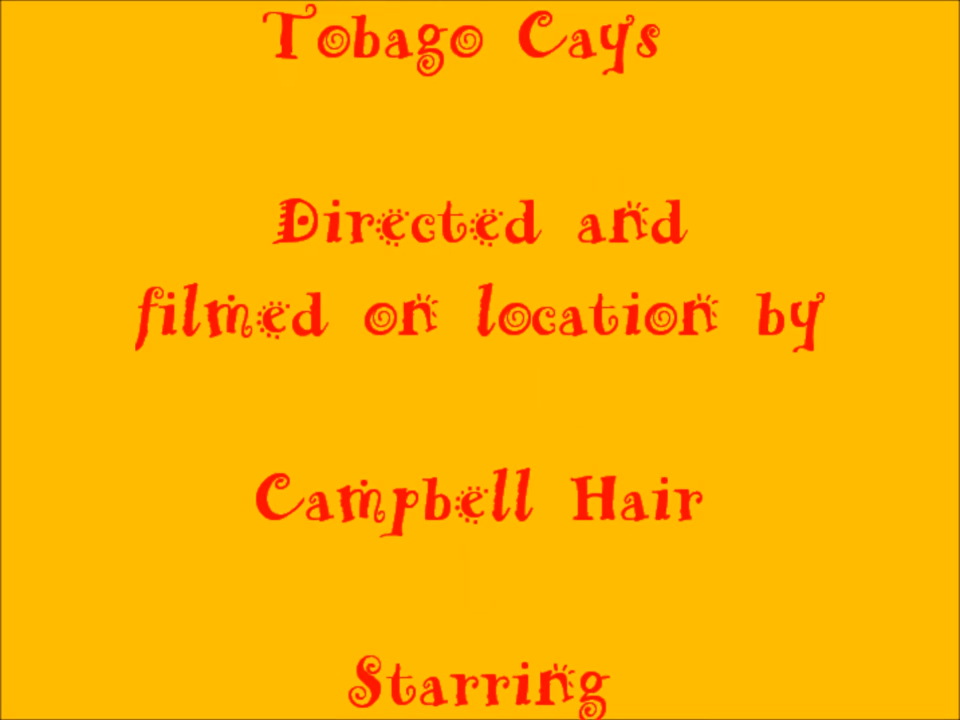 Tobago Cays
Directed and
filmed on location by
Campbell Hair
Starring